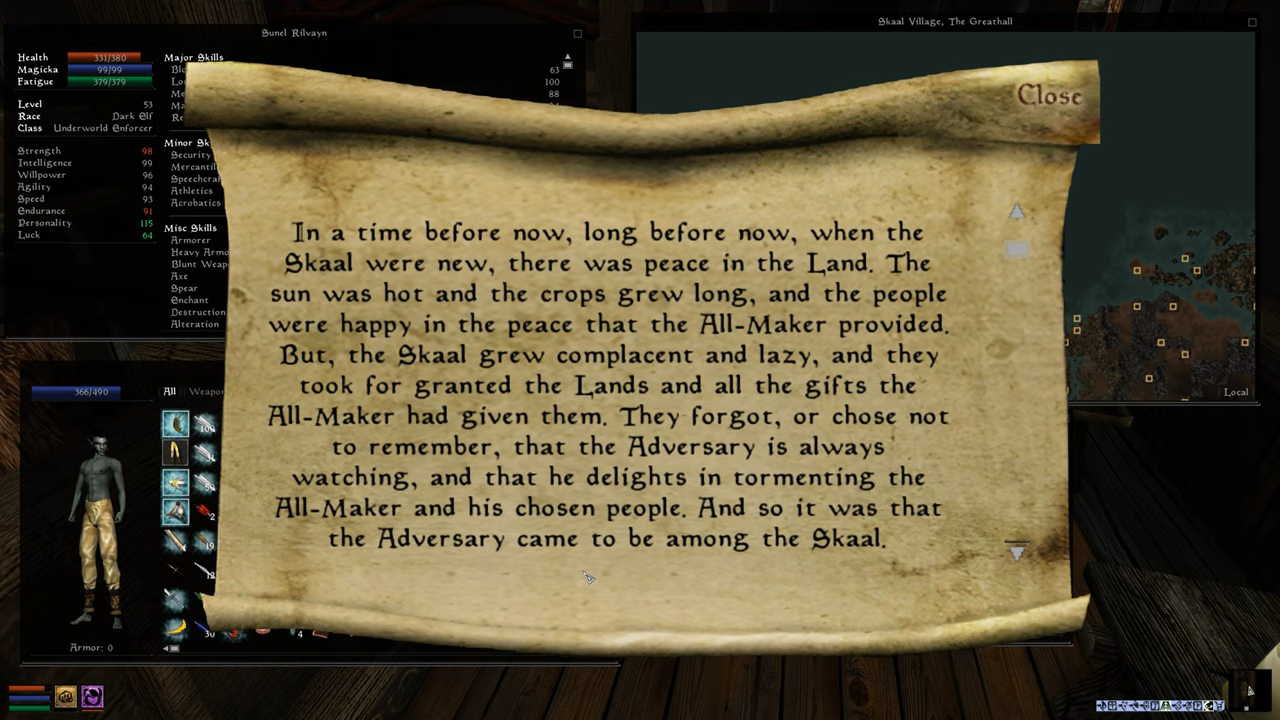 Skaal Village, The Greathall
Sunel Rilvayn
Health 331/380
Magicka 99/99
Fatigue 379/379
Level 53
Race Dark Elf
Class Underworld Enforcer
Strength 98
Intelligence 99
Willpower 96
Agility 94
Speed 93
Endurance 91
Personality 115
Luck 64
Major Skills
63
100
88
Minor Sk
Security
Mercantil
Speechcra
Athletics
Acrobatics
Misc Skills
Armorer
Heavy Armo
Blunt Weap
Axe
Spear
Enchant
Destruction
Alteration
Close
In a time before now, long before now, when the
Skaal were new, there was peace in the Land. The
sun was hot and the crops grew long, and the people
were happy in the peace that the All-Maker provided.
But, the Skaal grew complacent and lazy, and they
took for granted the Lands and all the gifts the
All-Maker had given them. They forgot, or chose not
to remember, that the Adversary is always
watching, and that he delights in tormenting the
All-Maker and his chosen people. And so it was that
the Adversary came to be among the Skaal.
Local
366/490
All Weapon
Armor: 0